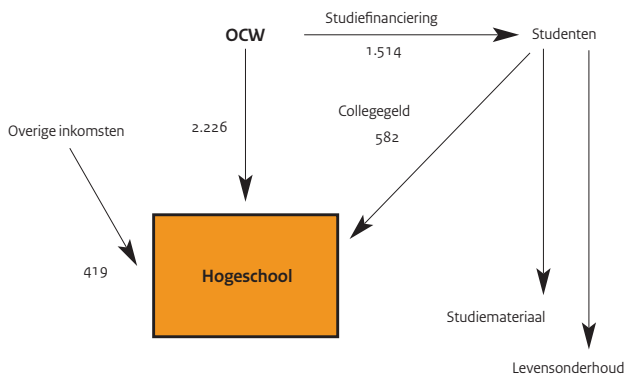 Studiefinanciering
OCW
Studenten
1.514
Collegegeld
2.226
582
Overige inkomsten
419
Hogeschool
Studiemateriaal
Levensonderhoud